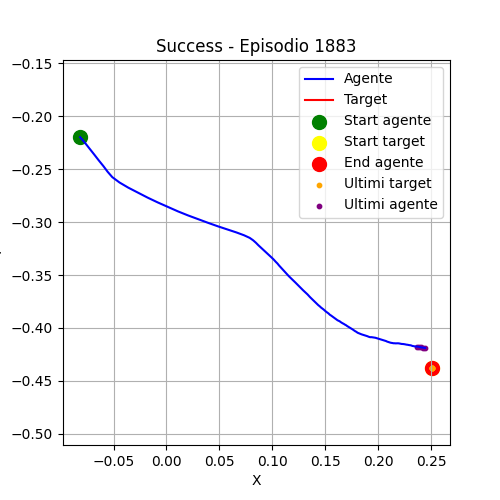 Success - Episodio 1883
Agente
Target
Start agente
Start target
End agente
Ultimi target
Ultimi agente
−0.15
−0.20
−0.25
−0.30
−0.35
−0.40
−0.45
−0.50
−0.05
0.00
0.05
0.10
0.15
0.20
0.25
X